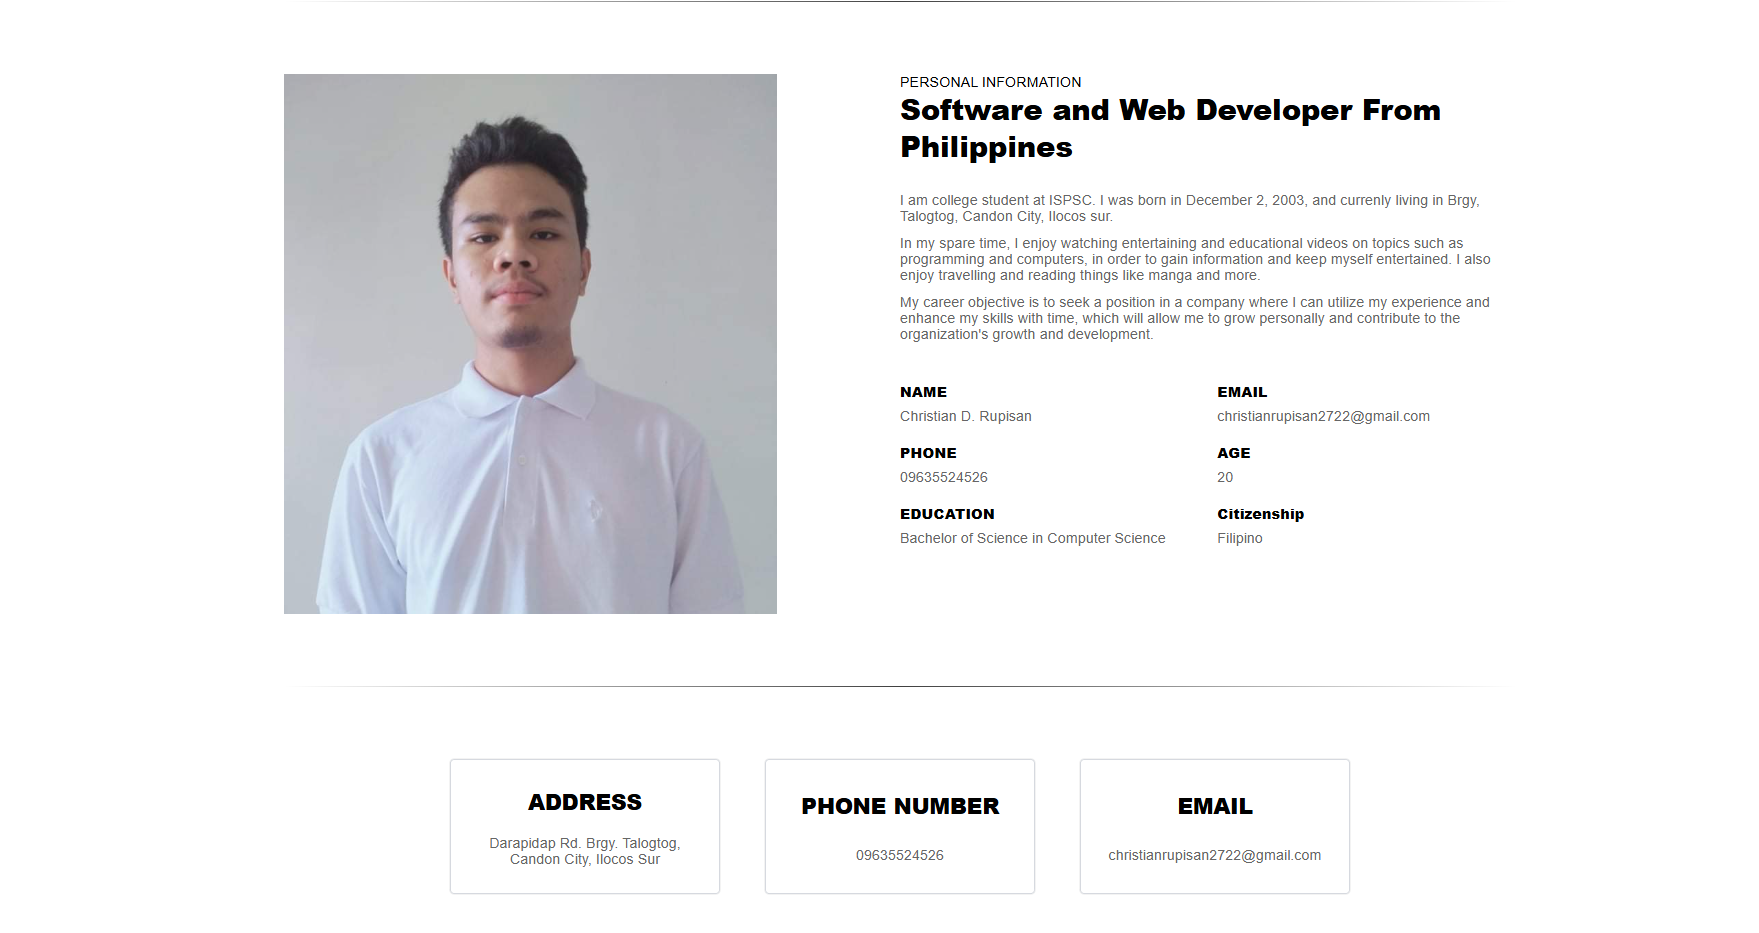 PERSONAL INFORMATION
Software and Web Developer From
Philippines
I am college student at ISPSC. I was born in December 2, 2003, and currenly living in Brgy,
Talogtog, Candon City, Ilocos sur.
In my spare time, I enjoy watching entertaining and educational videos on topics such as
programming and computers, in order to gain information and keep myself entertained. I also
enjoy travelling and reading things like manga and more.
My career objective is to seek a position in a company where I can utilize my experience and
enhance my skills with time, which will allow me to grow personally and contribute to the
organization's growth and development.
NAME
Christian D. Rupisan
EMAIL
christianrupisan2722@gmail.com
PHONE
09635524526
AGE
20
EDUCATION
Bachelor of Science in Computer Science
Citizenship
Filipino
ADDRESS
Darapidap Rd. Brgy. Talogtog,
Candon City, Ilocos Sur
PHONE NUMBER
09635524526
EMAIL
christianrupisan2722@gmail.com